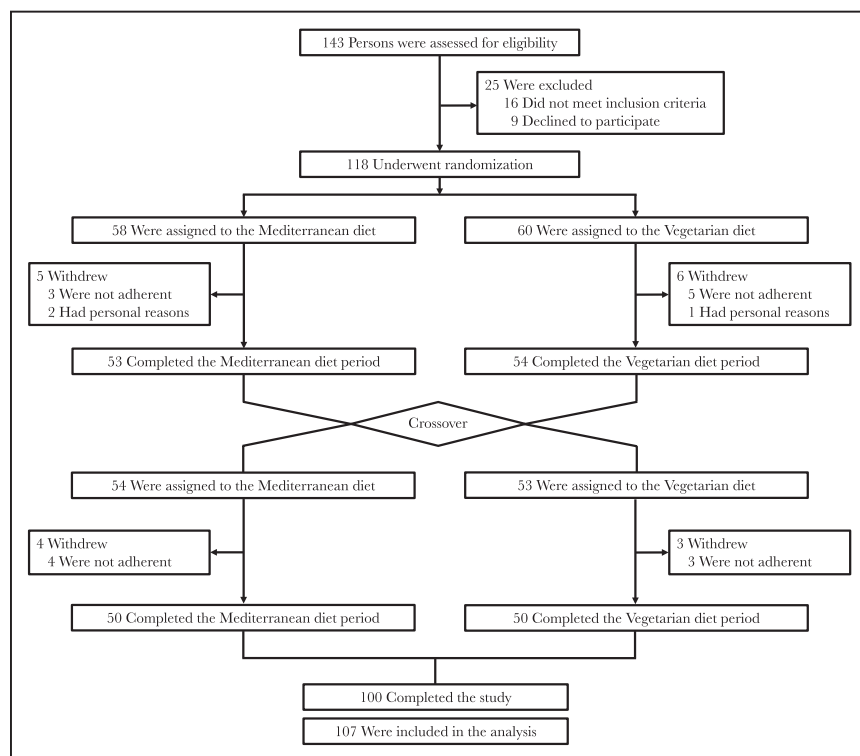 143 Persons were assessed for eligibility
25 Were excluded
16 Did not meet inclusion criteria
9 Declined to participate
118 Underwent randomization
58 Were assigned to the Mediterranean diet
60 Were assigned to the Vegetarian diet
5 Withdrew
3 Were not adherent
2 Had personal reasons
6 Withdrew
5 Were not adherent
1 Had personal reasons
53 Completed the Mediterranean diet period
54 Completed the Vegetarian diet period
Crossover
54 Were assigned to the Mediterranean diet
53 Were assigned to the Vegetarian diet
4 Withdrew
4 Were not adherent
3 Withdrew
3 Were not adherent
50 Completed the Mediterranean diet period
50 Completed the Vegetarian diet period
100 Completed the study
107 Were included in the analysis